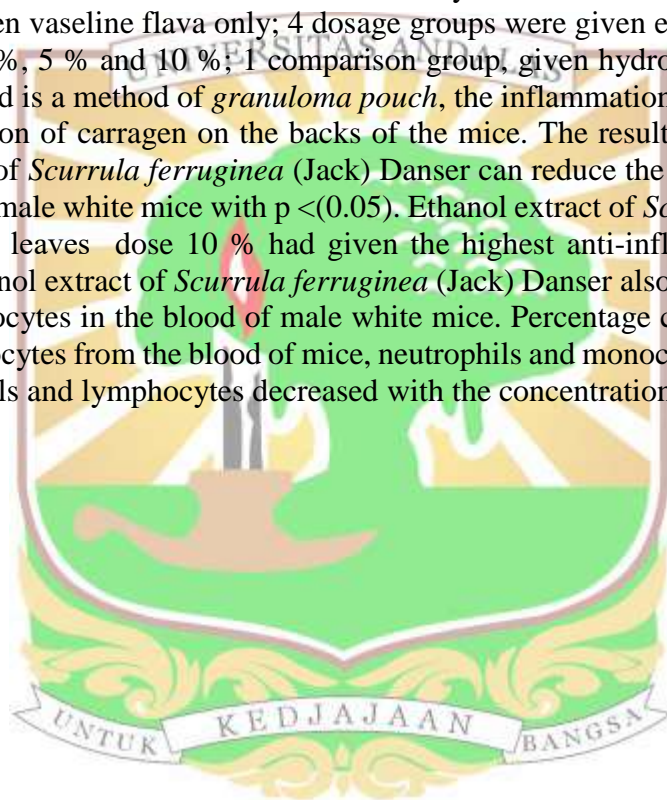 en vaseline flava only; 4 dosage groups were given e
%, 5 % and 10 %; 1 comparison group, given hydro
UNIVERSITAS ANDALAS
d is a method of granuloma pouch, the inflammation
on of carragen on the backs of the mice. The result
of Scurrula ferruginea (Jack) Danser can reduce the
male white mice with p <(0.05). Ethanol extract of Sc
leaves dose 10 % had given the highest anti-infl
nol extract of Scurrula ferruginea (Jack) Danser also
ocytes in the blood of male white mice. Percentage c
ocytes from the blood of mice, neutrophils and monoc
ls and lymphocytes decreased with the concentration
UNTUK KEDJAJAAN BANGSA